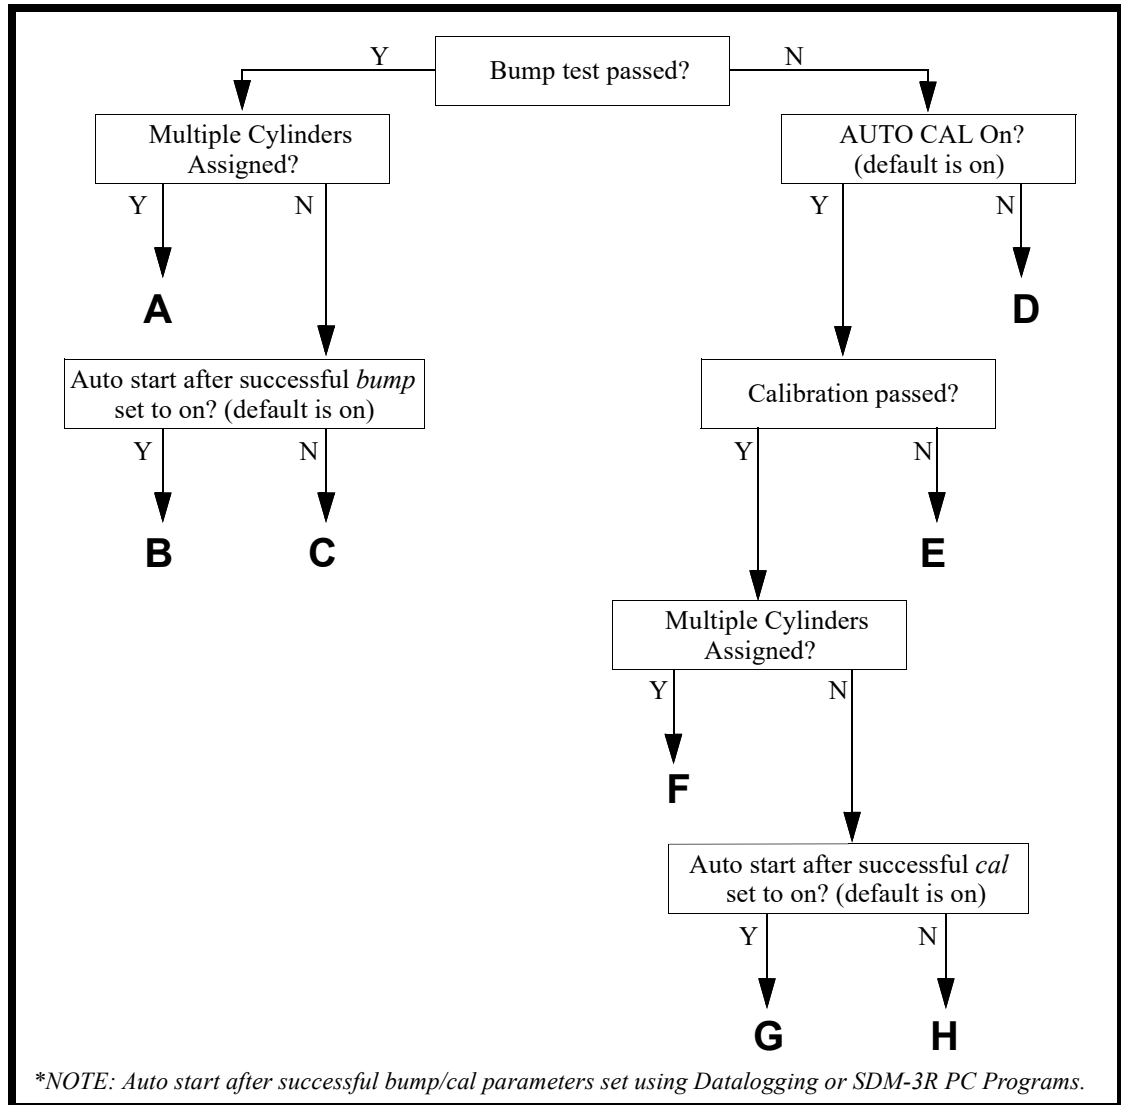 Y
Bump test passed?
N
Multiple Cylinders
Assigned?
AUTO CAL On?
(default is on)
Y
N
Y
N
A
D
Auto start after successful bump
set to on? (default is on)
Calibration passed?
Y
N
Y
N
B
C
E
Multiple Cylinders
Assigned?
Y
N
F
Auto start after successful cal
set to on? (default is on)
Y
N
G
H
*NOTE: Auto start after successful bump/cal parameters set using Datalogging or SDM-3R PC Programs.